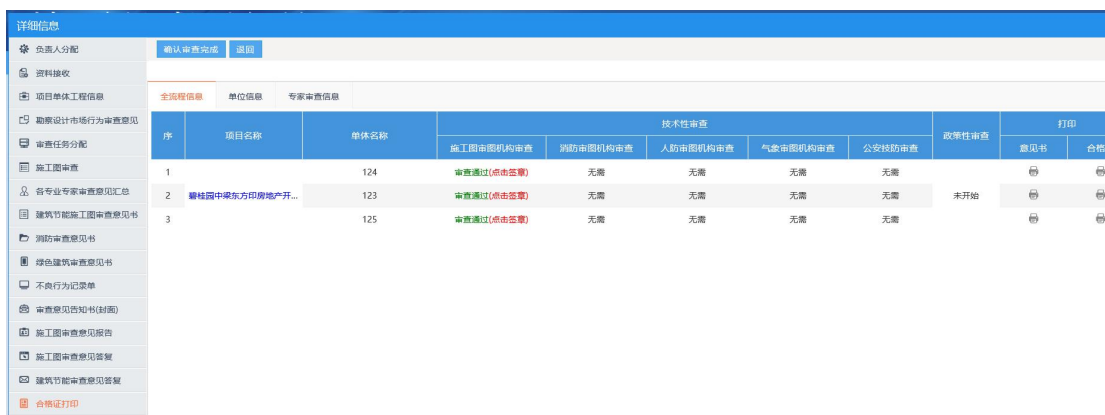 详细信息
负责人分配
确认审查完成 退回
资料接收
项目单体工程信息
全流程信息 单位信息 专家审查信息
勘察设计市场行为审查意见
审查任务分配
施工图审查
各专业专家审查意见汇总
建筑节能施工图审查意见书
消防审查意见书
绿色建筑审查意见书
不良行为记录单
审查意见告知书(封面)
施工图审查意见报告
施工图审查意见答复
建筑节能审查意见答复
合格证打印
序 项目名称 单体名称 技术性审查 政策性审查 打印
施工图审图机构审查 消防审图机构审查 人防审图机构审查 气象审图机构审查 公安技防审查 意见书 合格
1 124 审查通过(点击签章) 无需 无需 无需 无需
2 碧桂园中梁东方印房地产开... 123 审查通过(点击签章) 无需 无需 无需 无需 未开始
3 125 审查通过(点击签章) 无需 无需 无需 无需